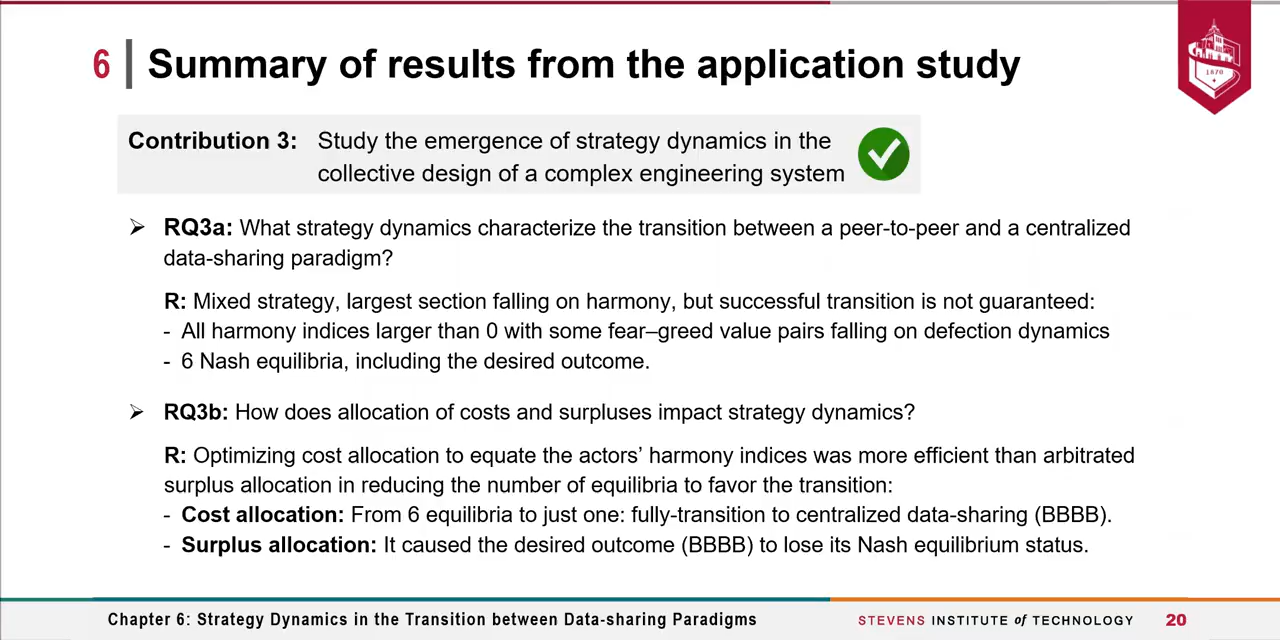 6 | Summary of results from the application study
1870
Contribution 3: Study the emergence of strategy dynamics in the
collective design of a complex engineering system
➢ RQ3a: What strategy dynamics characterize the transition between a peer-to-peer and a centralized
data-sharing paradigm?
R: Mixed strategy, largest section falling on harmony, but successful transition is not guaranteed:
- All harmony indices larger than 0 with some fear–greed value pairs falling on defection dynamics
- 6 Nash equilibria, including the desired outcome.
➢ RQ3b: How does allocation of costs and surpluses impact strategy dynamics?
R: Optimizing cost allocation to equate the actors’ harmony indices was more efficient than arbitrated
surplus allocation in reducing the number of equilibria to favor the transition:
- Cost allocation: From 6 equilibria to just one: fully-transition to centralized data-sharing (BBBB).
- Surplus allocation: It caused the desired outcome (BBBB) to lose its Nash equilibrium status.
Chapter 6: Strategy Dynamics in the Transition between Data-sharing Paradigms
STEVENS INSTITUTE of TECHNOLOGY 20